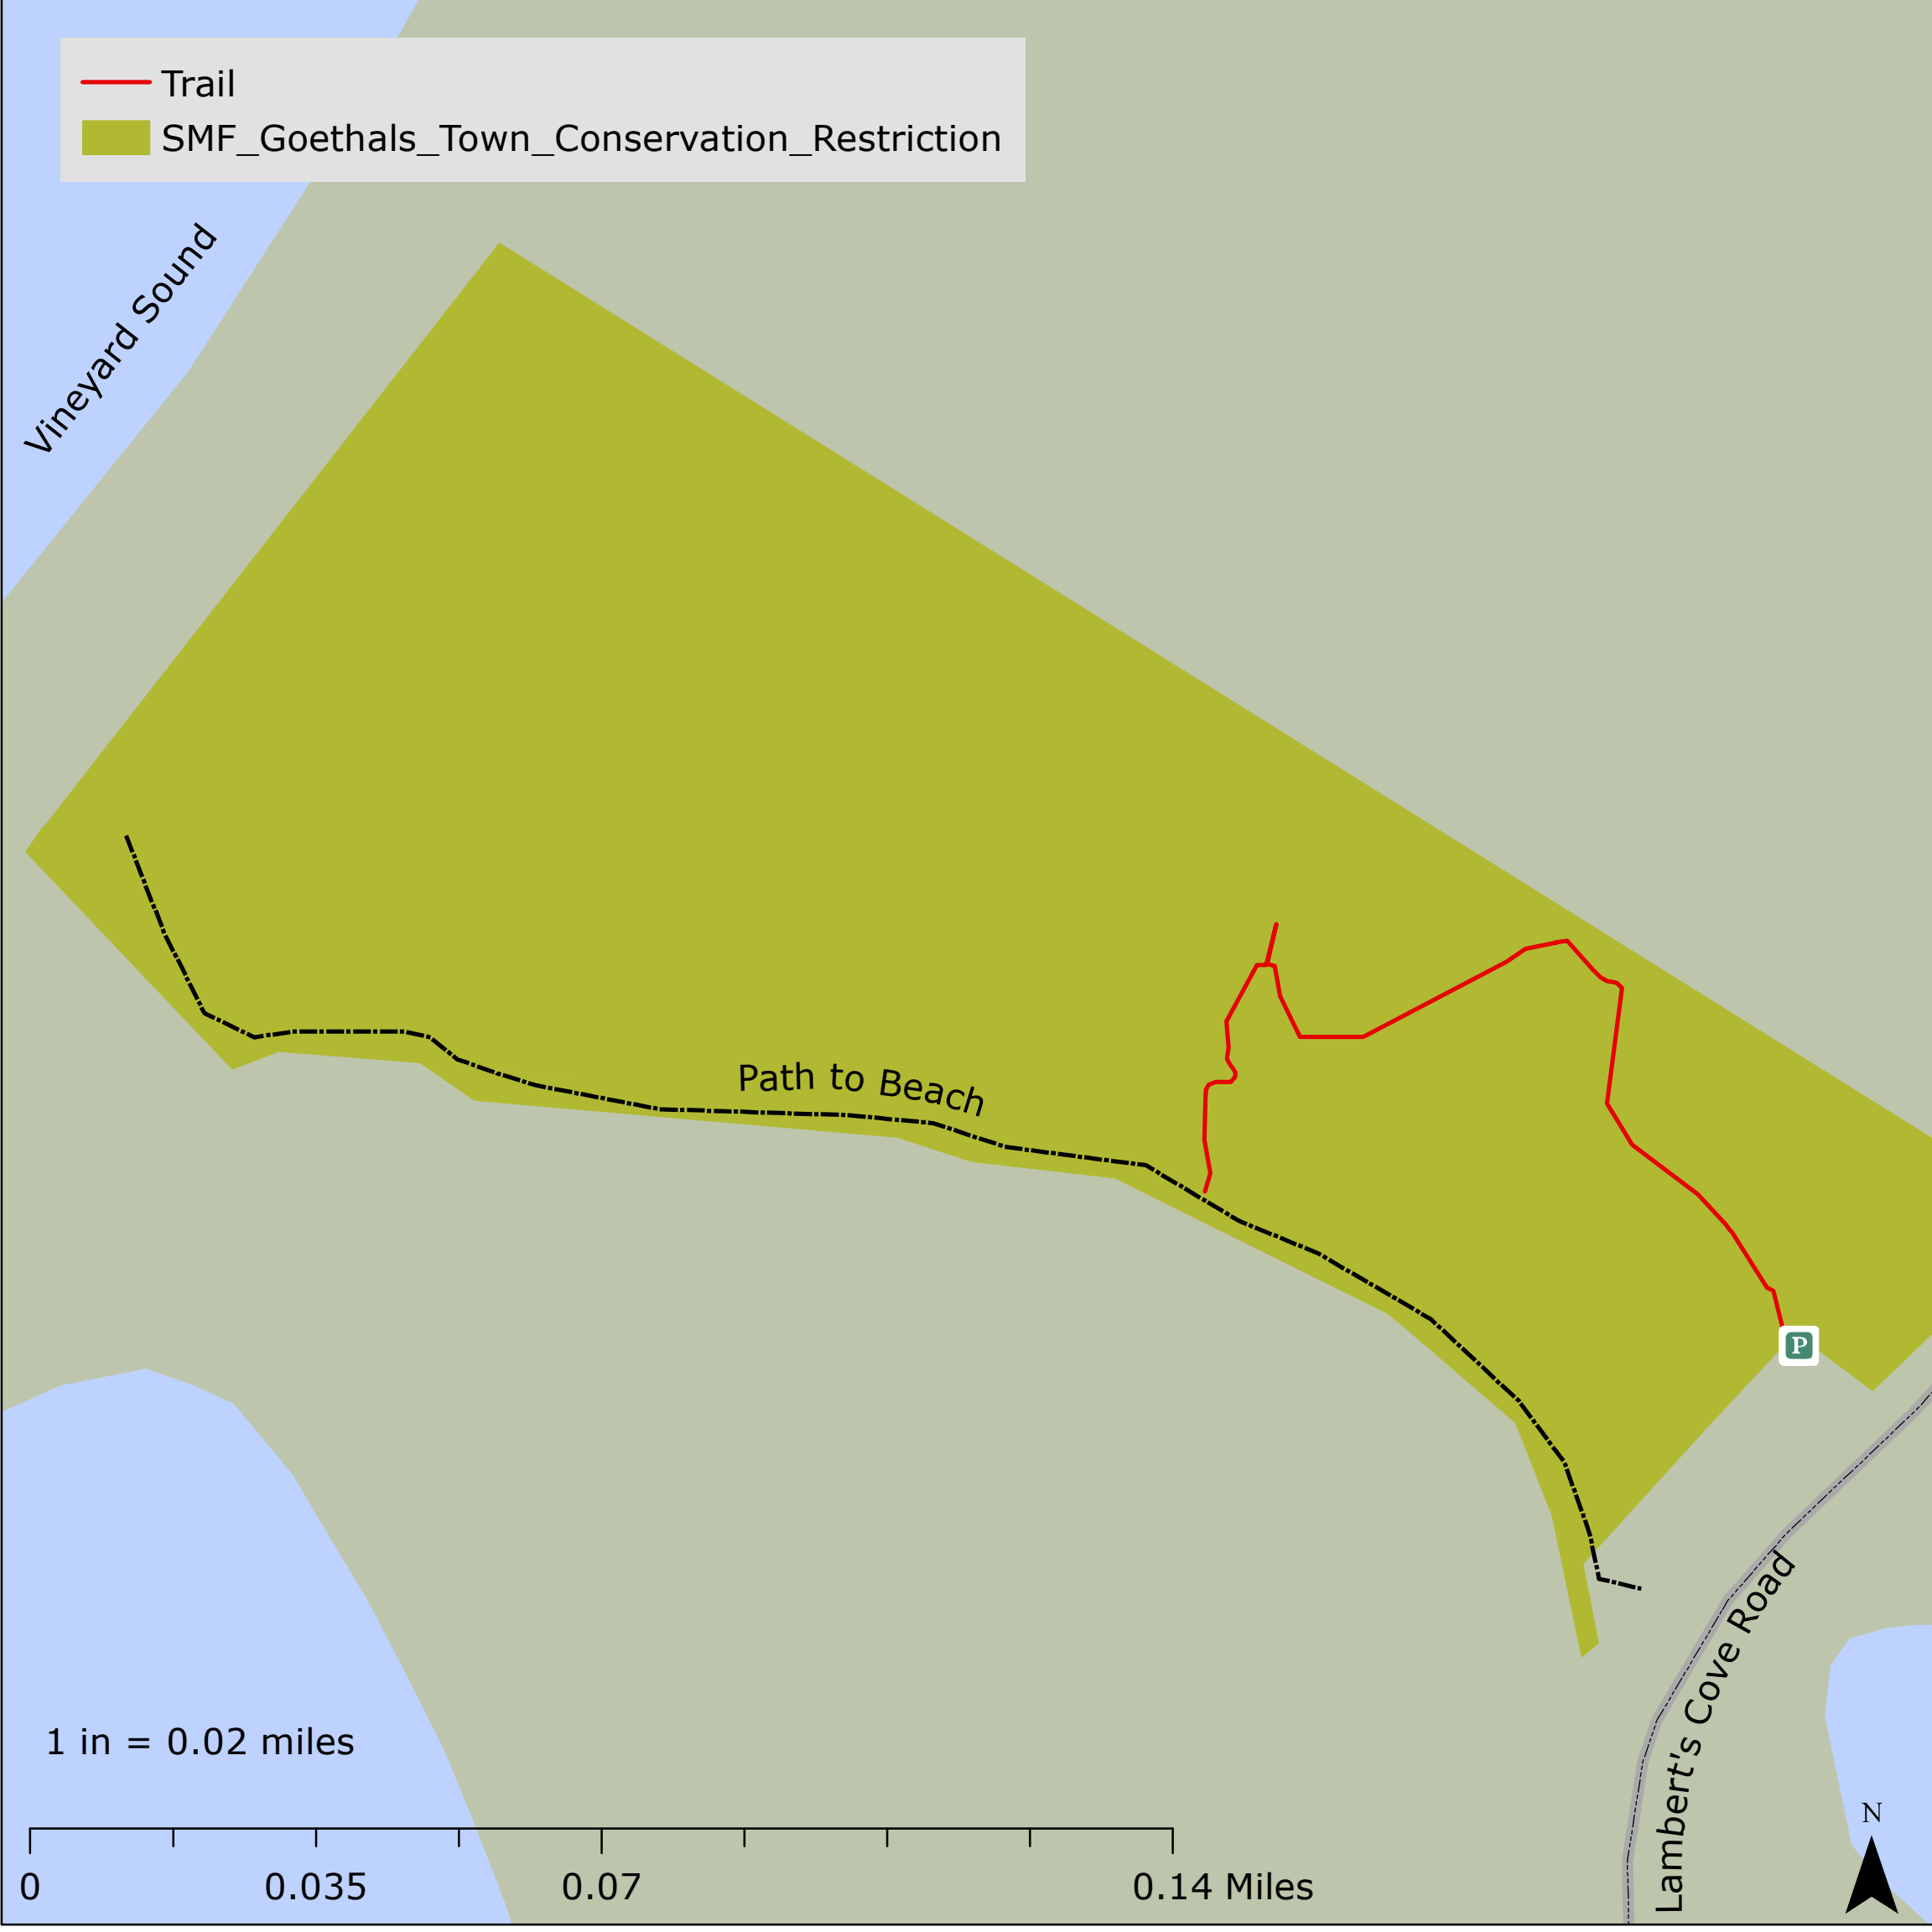 Trail
SMF_Goethals_Town_Conservation_Restriction
Vineyard Sound
Path to Beach
P
Lambert's Cove Road
1 in = 0.02 miles
N
0 0.035 0.07 0.14 Miles